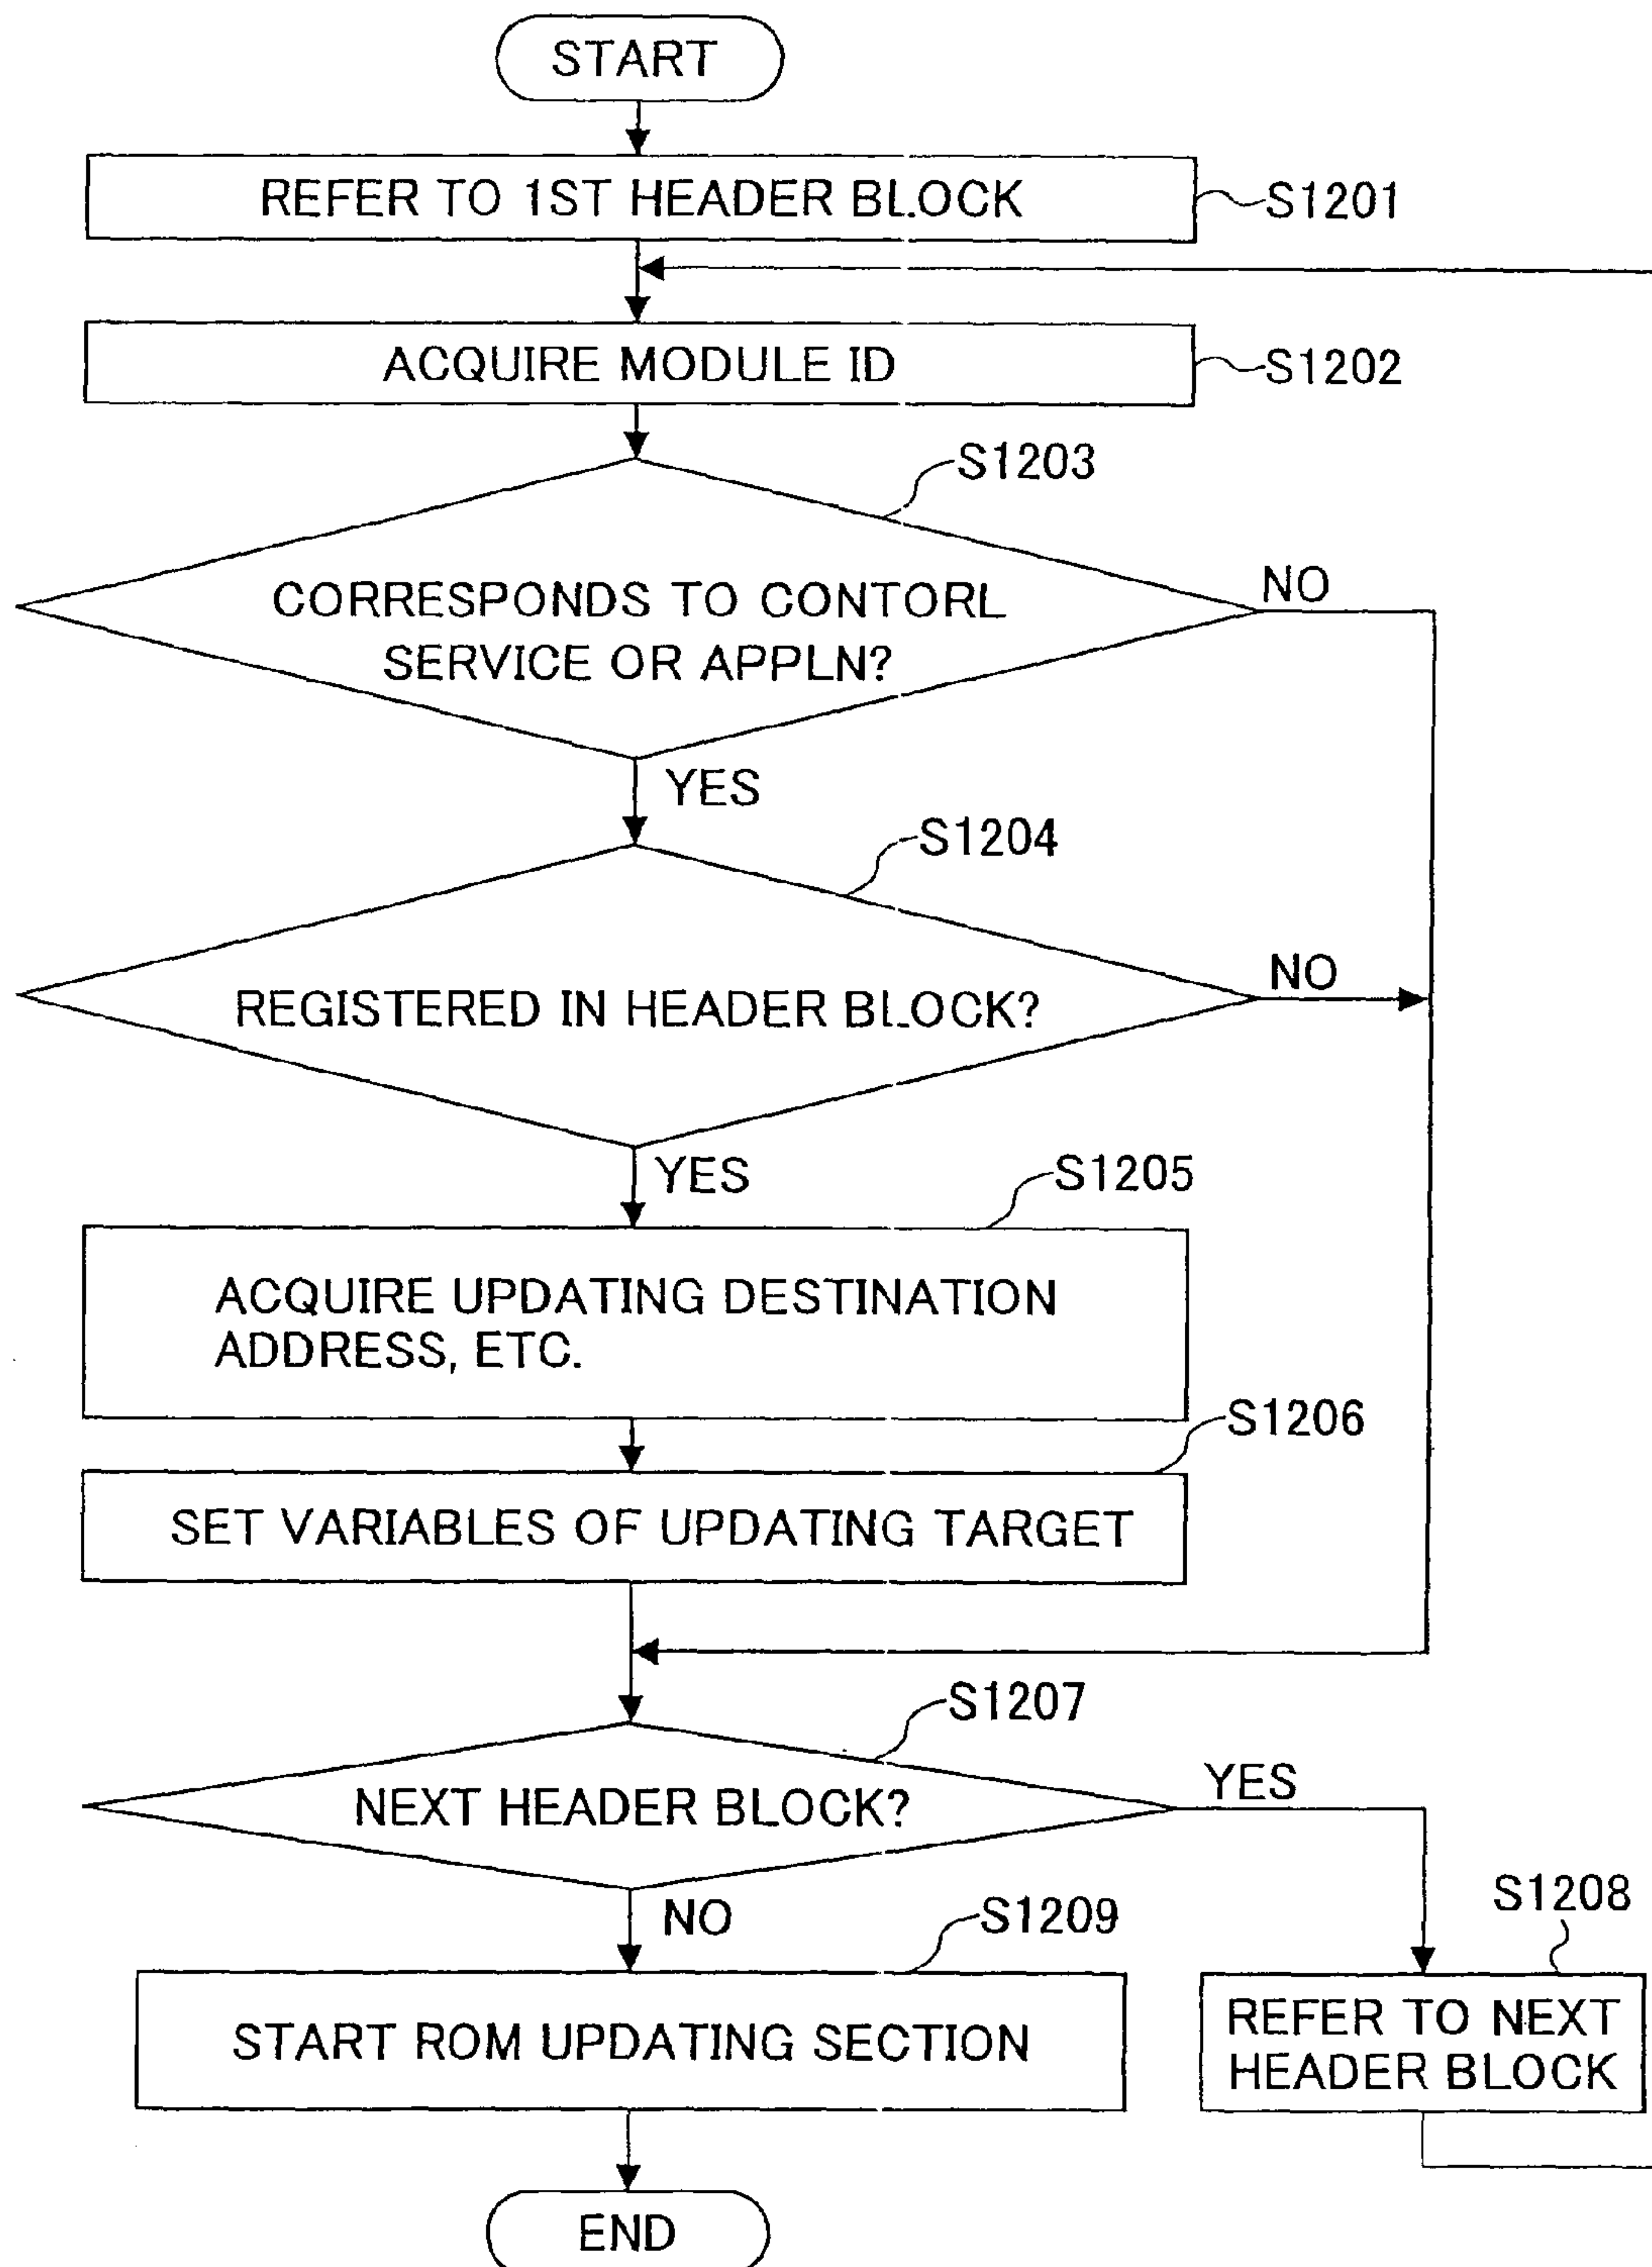 START
REFER TO 1ST HEADER BLOCK
S1201
ACQUIRE MODULE ID
S1202
S1203
CORRESPONDS TO CONTORL
SERVICE OR APPLN?
NO
YES
S1204
REGISTERED IN HEADER BLOCK?
NO
YES
S1205
ACQUIRE UPDATING DESTINATION
ADDRESS, ETC.
S1206
SET VARIABLES OF UPDATING TARGET
S1207
NEXT HEADER BLOCK?
YES
NO
S1208
S1209
START ROM UPDATING SECTION
REFER TO NEXT
HEADER BLOCK
END